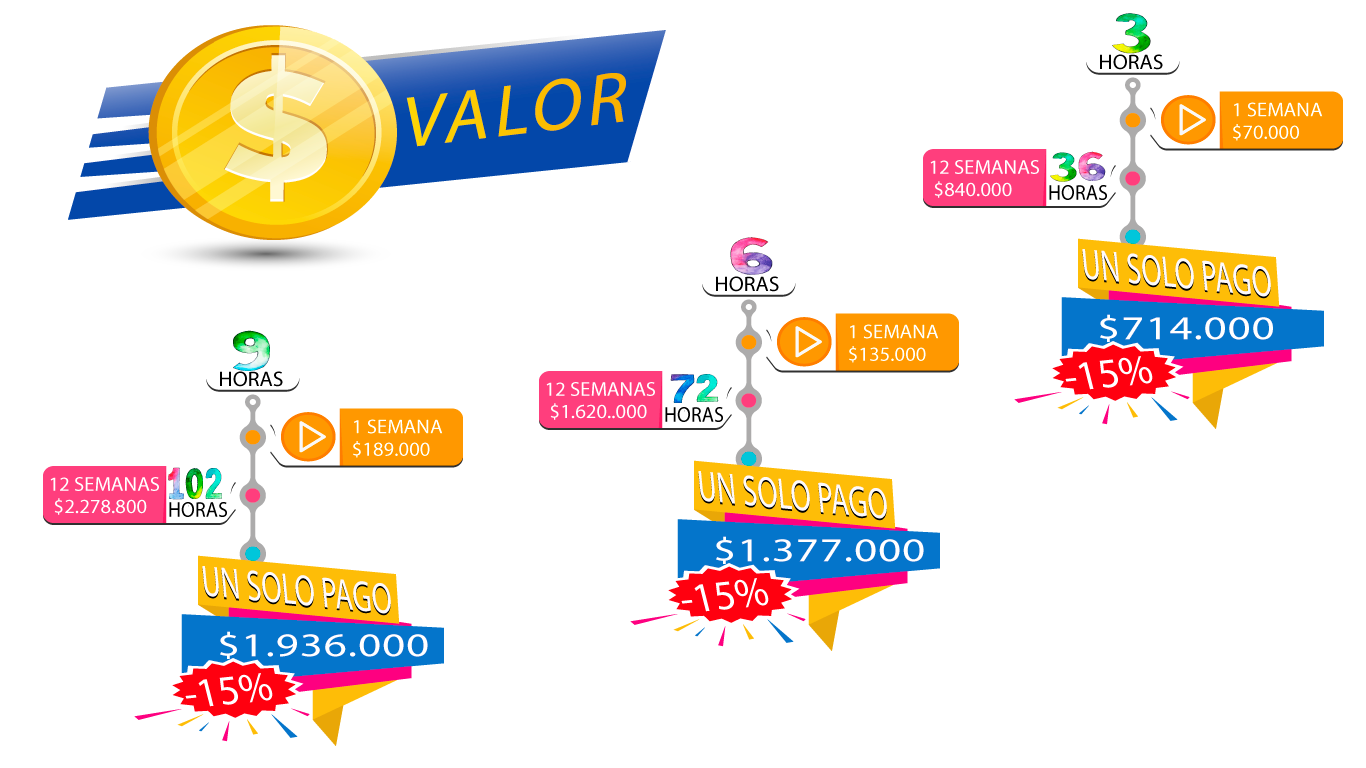 $
VALOR
3
HORAS
1 SEMANA
$70.000
12 SEMANAS
$840.000
36
HORAS
UN SOLO PAGO
$714.000
-15%
6
HORAS
1 SEMANA
$135.000
12 SEMANAS
$1.620..000
72
HORAS
UN SOLO PAGO
$1.377.000
-15%
9
HORAS
1 SEMANA
$189.000
12 SEMANAS
$2.278.800
102
HORAS
UN SOLO PAGO
$1.936.000
-15%